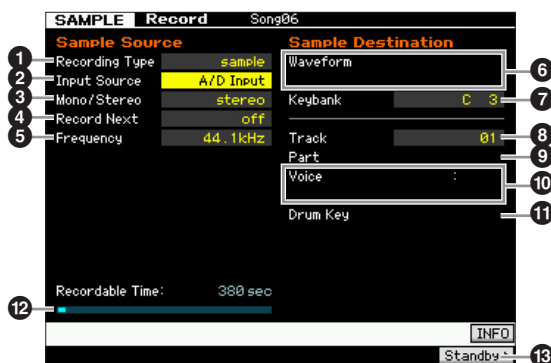 SAMPLE Record Song06
Sample Source Sample Destination
1 Recording Type sample Waveform 6
2 Input Source A/D Input
3 Mono/Stereo stereo Keybank C 3 7
4 Record Next off
5 Frequency 44.1kHz Track 01 8
Part 9
Voice : 10
Drum Key 11
Recordable Time: 380 sec
12
INFO
Standby 13